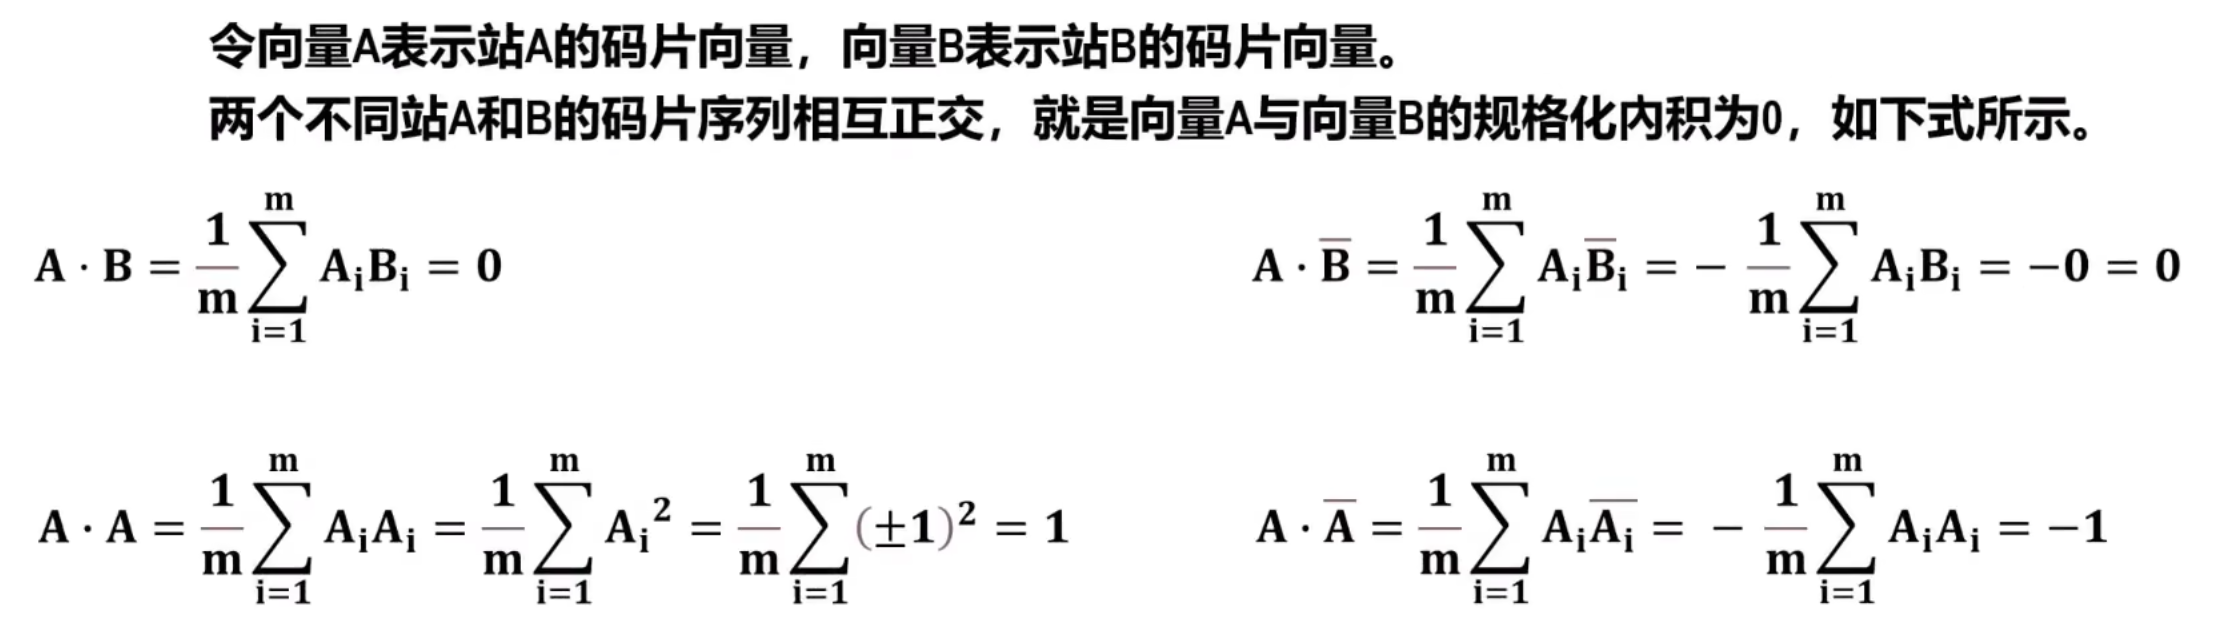 令向量A表示站A的码片向量，向量B表示站B的码片向量。
两个不同站A和B的码片序列相互正交，就是向量A与向量B的规格化内积为0，如下式所示。
$A \cdot B = \frac{1}{m}\sum_{i=1}^{m} A_i B_i = 0$
$A \cdot \overline{B} = \frac{1}{m}\sum_{i=1}^{m} A_i \overline{B}_i = -\frac{1}{m}\sum_{i=1}^{m} A_i B_i = -0 = 0$
$A \cdot A = \frac{1}{m}\sum_{i=1}^{m} A_i A_i = \frac{1}{m}\sum_{i=1}^{m} {A_i}^2 = \frac{1}{m}\sum_{i=1}^{m} (\pm 1)^2 = 1$
$A \cdot \overline{A} = \frac{1}{m}\sum_{i=1}^{m} A_i \overline{A_i} = -\frac{1}{m}\sum_{i=1}^{m} A_i A_i = -1$